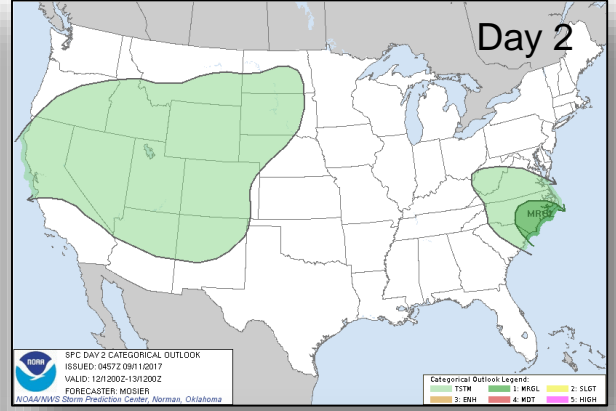 Day 2
MRGL
NOAA
SPC DAY 2 CATEGORICAL OUTLOOK
ISSUED: 0457Z 09/11/2017
VALID: 12/1200Z-13/1200Z
FORECASTER: MOSIER
NOAA/NWS Storm Prediction Center, Norman, Oklahoma
Categorical Outlook Legend:
TSTM 1: MRGL 2: SLGT
3: ENH 4: MDT 5: HIGH